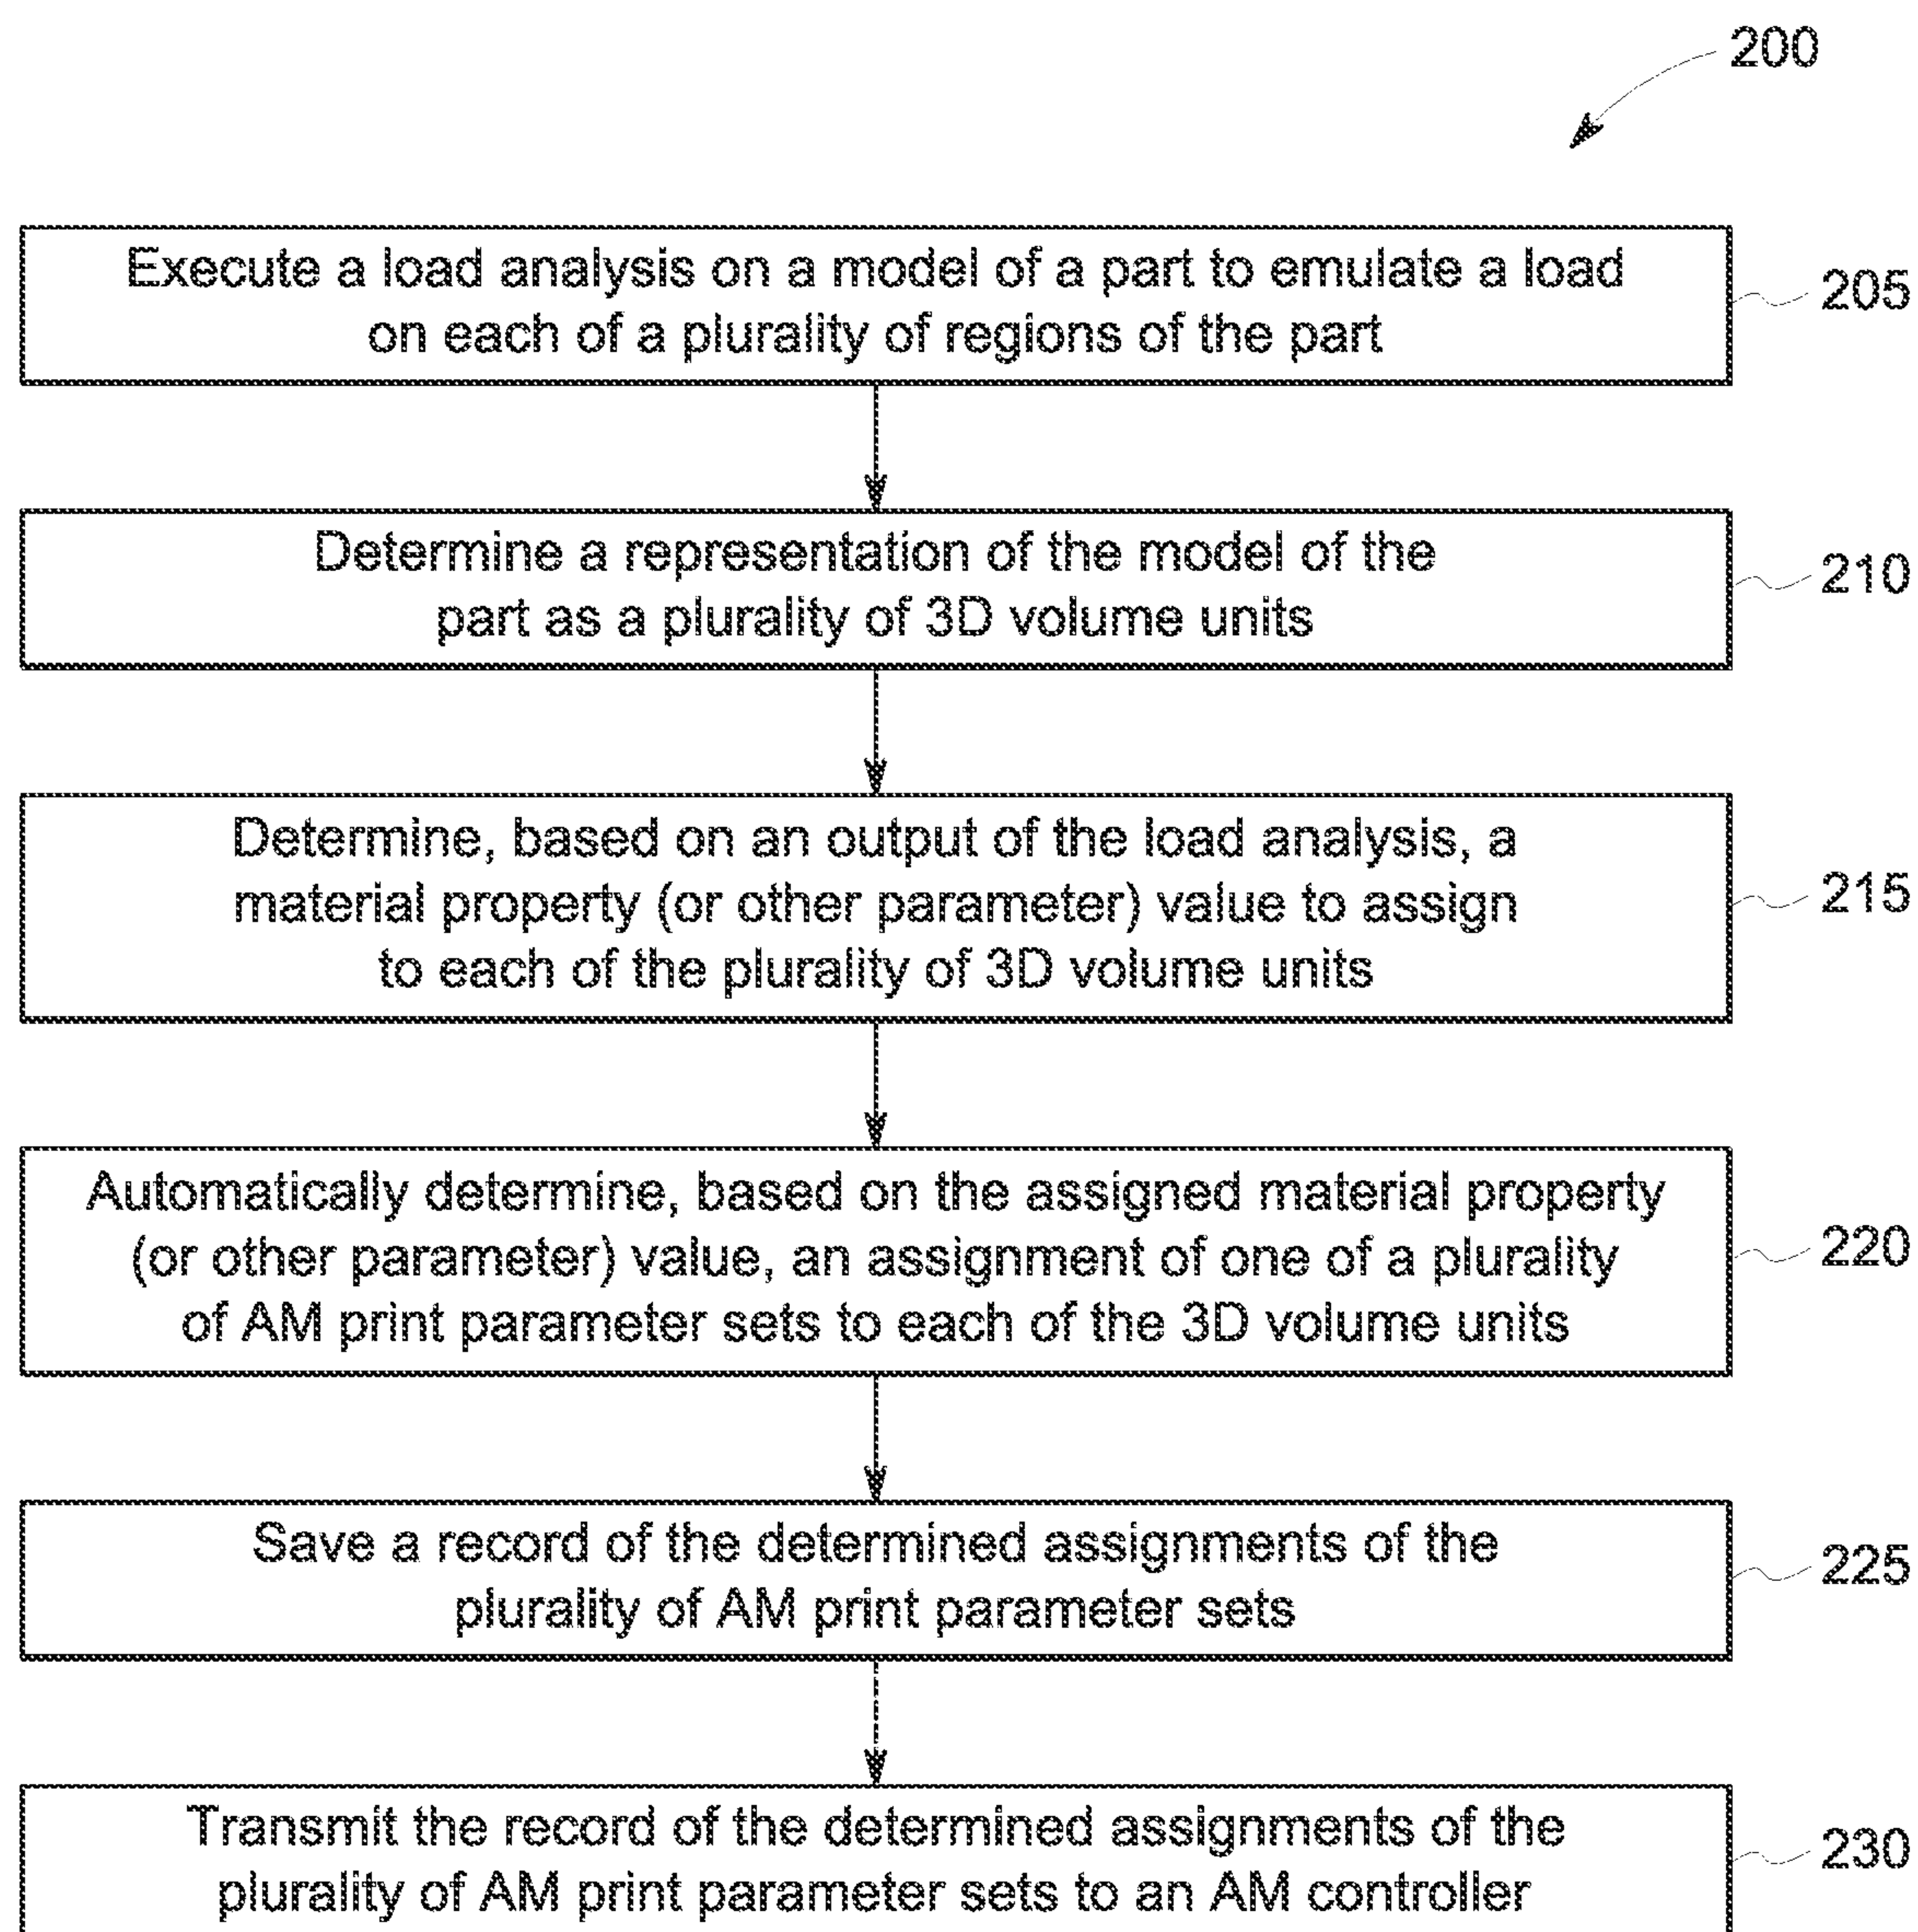 200
Execute a load analysis on a model of a part to emulate a load
on each of a plurality of regions of the part
205
Determine a representation of the model of the
part as a plurality of 3D volume units
210
Determine, based on an output of the load analysis, a
material property (or other parameter) value to assign
to each of the plurality of 3D volume units
215
Automatically determine, based on the assigned material property
(or other parameter) value, an assignment of one of a plurality
of AM print parameter sets to each of the 3D volume units
220
Save a record of the determined assignments of the
plurality of AM print parameter sets
225
Transmit the record of the determined assignments of the
plurality of AM print parameter sets to an AM controller
230